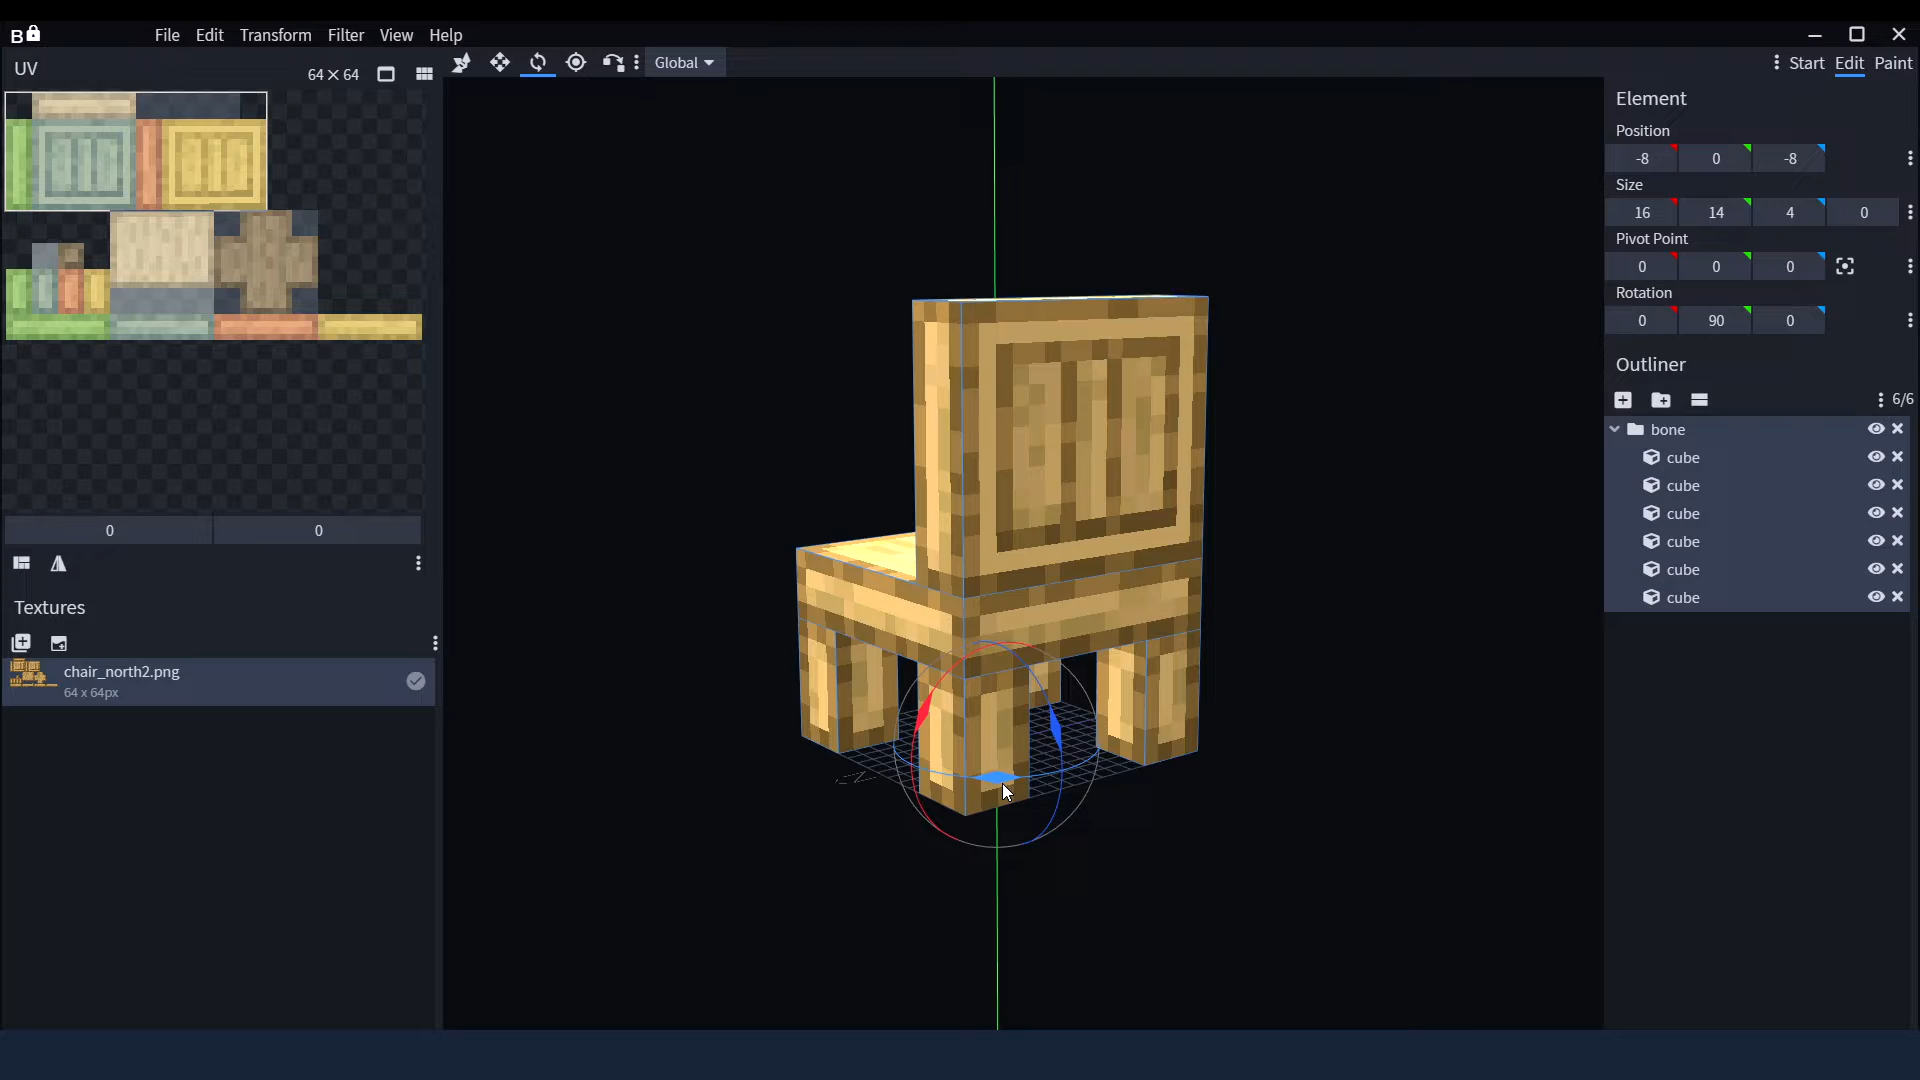 B
File Edit Transform Filter View Help
UV
64 × 64
Global
Start Edit Paint
Element
Position
-8 0 -8
Size
16 14 4 0
Pivot Point
0 0 0
Rotation
0 90 0
Outliner
6/6
bone
cube
cube
cube
cube
cube
cube
0 0
Textures
chair_north2.png
64 x 64px